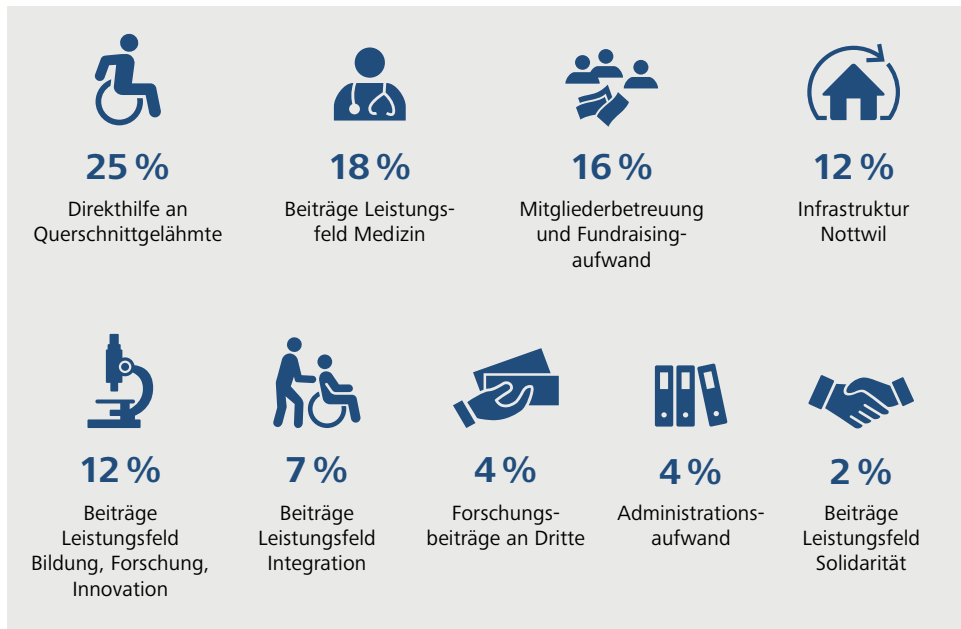 25 %
Direkthilfe an
Querschnittgelähmte
18 %
Beiträge Leistungs-
feld Medizin
16 %
Mitgliederbetreuung
und Fundraising-
aufwand
12 %
Infrastruktur
Nottwil
12 %
Beiträge
Leistungsfeld
Bildung, Forschung,
Innovation
7 %
Beiträge
Leistungsfeld
Integration
4 %
Forschungs-
beiträge an Dritte
4 %
Administrations-
aufwand
2 %
Beiträge
Leistungsfeld
Solidarität